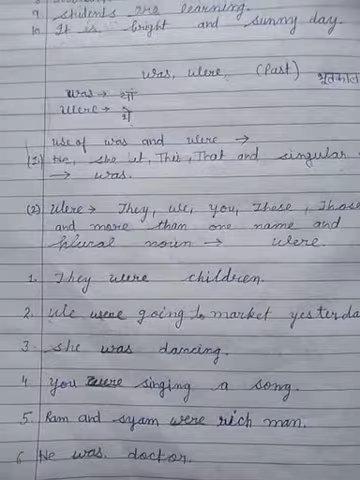 9 students are learning.
10. It is bright and sunny day.
was, were, (Past) भूतकाल
was → था
were → थे
use of was and were →
(1) He, she it, This, That and singular
→ was.
(2) Were → They, we, you, These, Those
and more than one name and
plural noun → were.
1. They were children.
2. We were going to market yesterda
3. She was dancing.
4 You were singing a song.
5. Ram and syam were rich man.
6 He was. doctor.